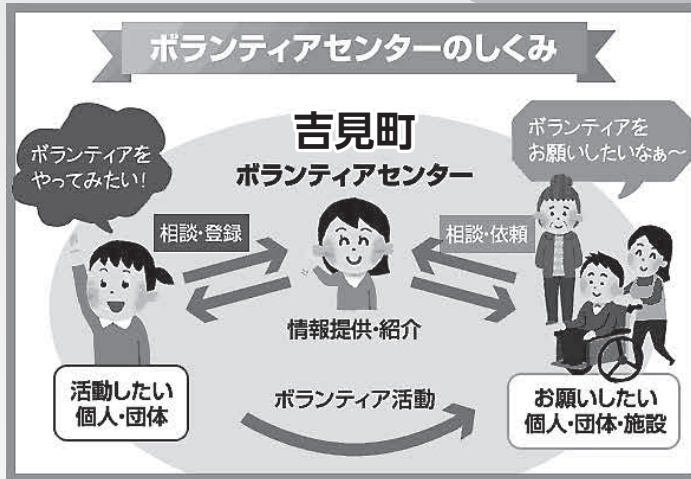 ボランティアセンターのしくみ
吉見町
ボランティアセンター
ボランティアを
やってみたい!
ボランティアを
お願いしたいなぁ〜
相談・登録
相談・依頼
情報提供・紹介
活動したい
個人・団体
ボランティア活動
お願いしたい
個人・団体・施設